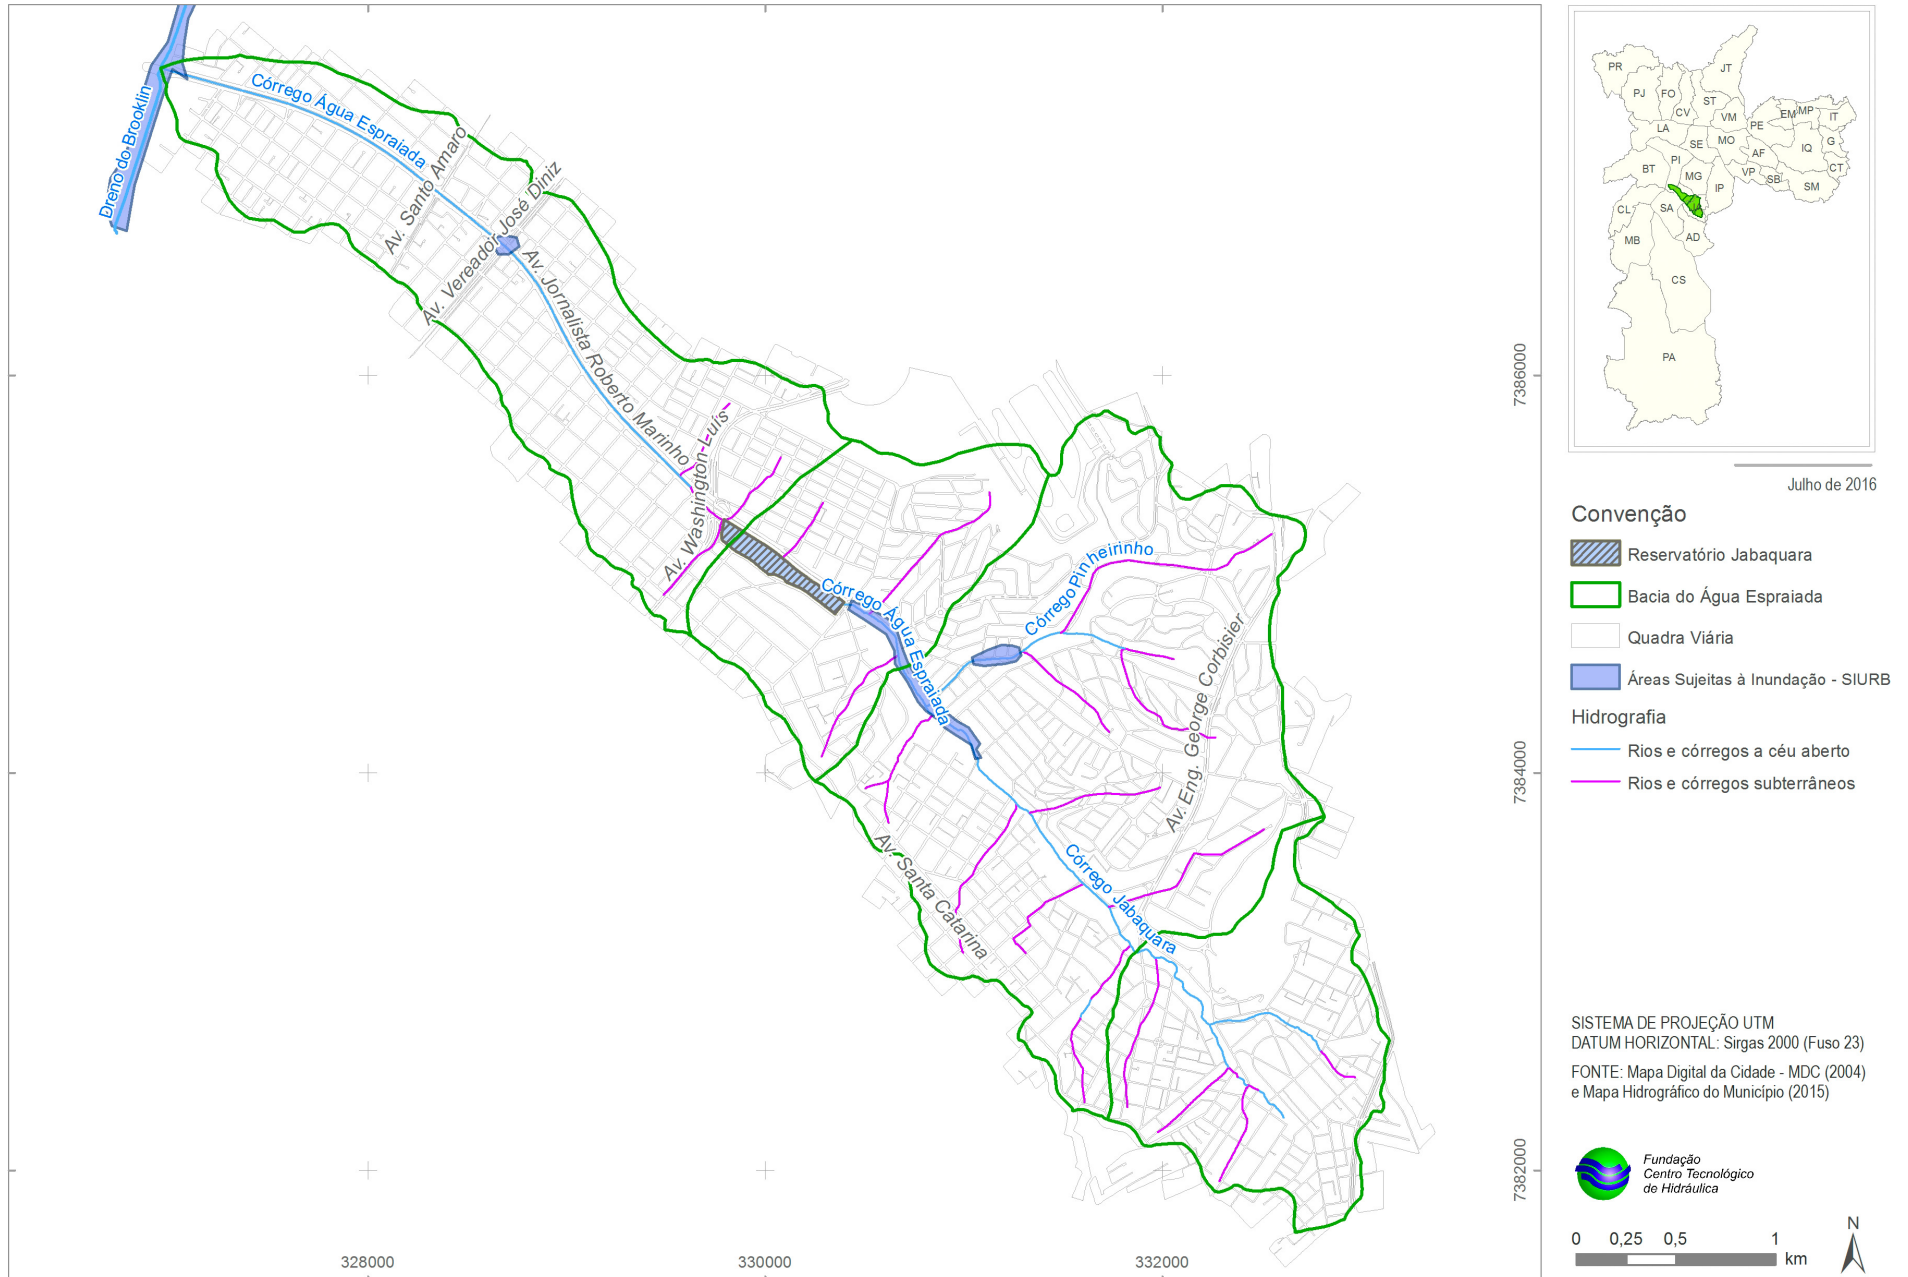 Dreno do Brooklin
Córrego Água Espraiada
Av. Santo Amaro
Av. Vereador José Diniz
Av. Jornalista Roberto Marinho
Av. Washington Luís
Córrego Água Espraiada
Córrego Pinheirinho
Av. Eng. George Corbisier
Av. Santa Catarina
Córrego Jabaquara
328000
330000
332000
7386000
7384000
7382000
PR
JT
PJ
FO
ST
CV
VM
EM
MP
IT
LA
PE
SE
MO
G
IQ
AF
PI
BT
MG
VP
SB
CT
IP
SM
CL
SA
MB
AD
CS
PA
Julho de 2016
Convenção
Reservatório Jabaquara
Bacia do Água Espraiada
Quadra Viária
Áreas Sujeitas à Inundação - SIURB
Hidrografia
Rios e córregos a céu aberto
Rios e córregos subterrâneos
SISTEMA DE PROJEÇÃO UTM
DATUM HORIZONTAL: Sirgas 2000 (Fuso 23)
FONTE: Mapa Digital da Cidade - MDC (2004)
e Mapa Hidrográfico do Município (2015)
Fundação
Centro Tecnológico
de Hidráulica
N
0 0,25 0,5 1
km